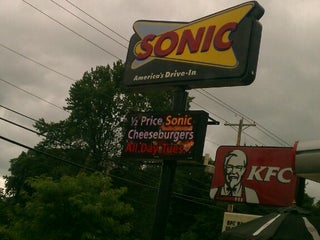 SONIC
America's Drive-In
½ Price Sonic
Cheeseburgers
All Day Tues
KFC